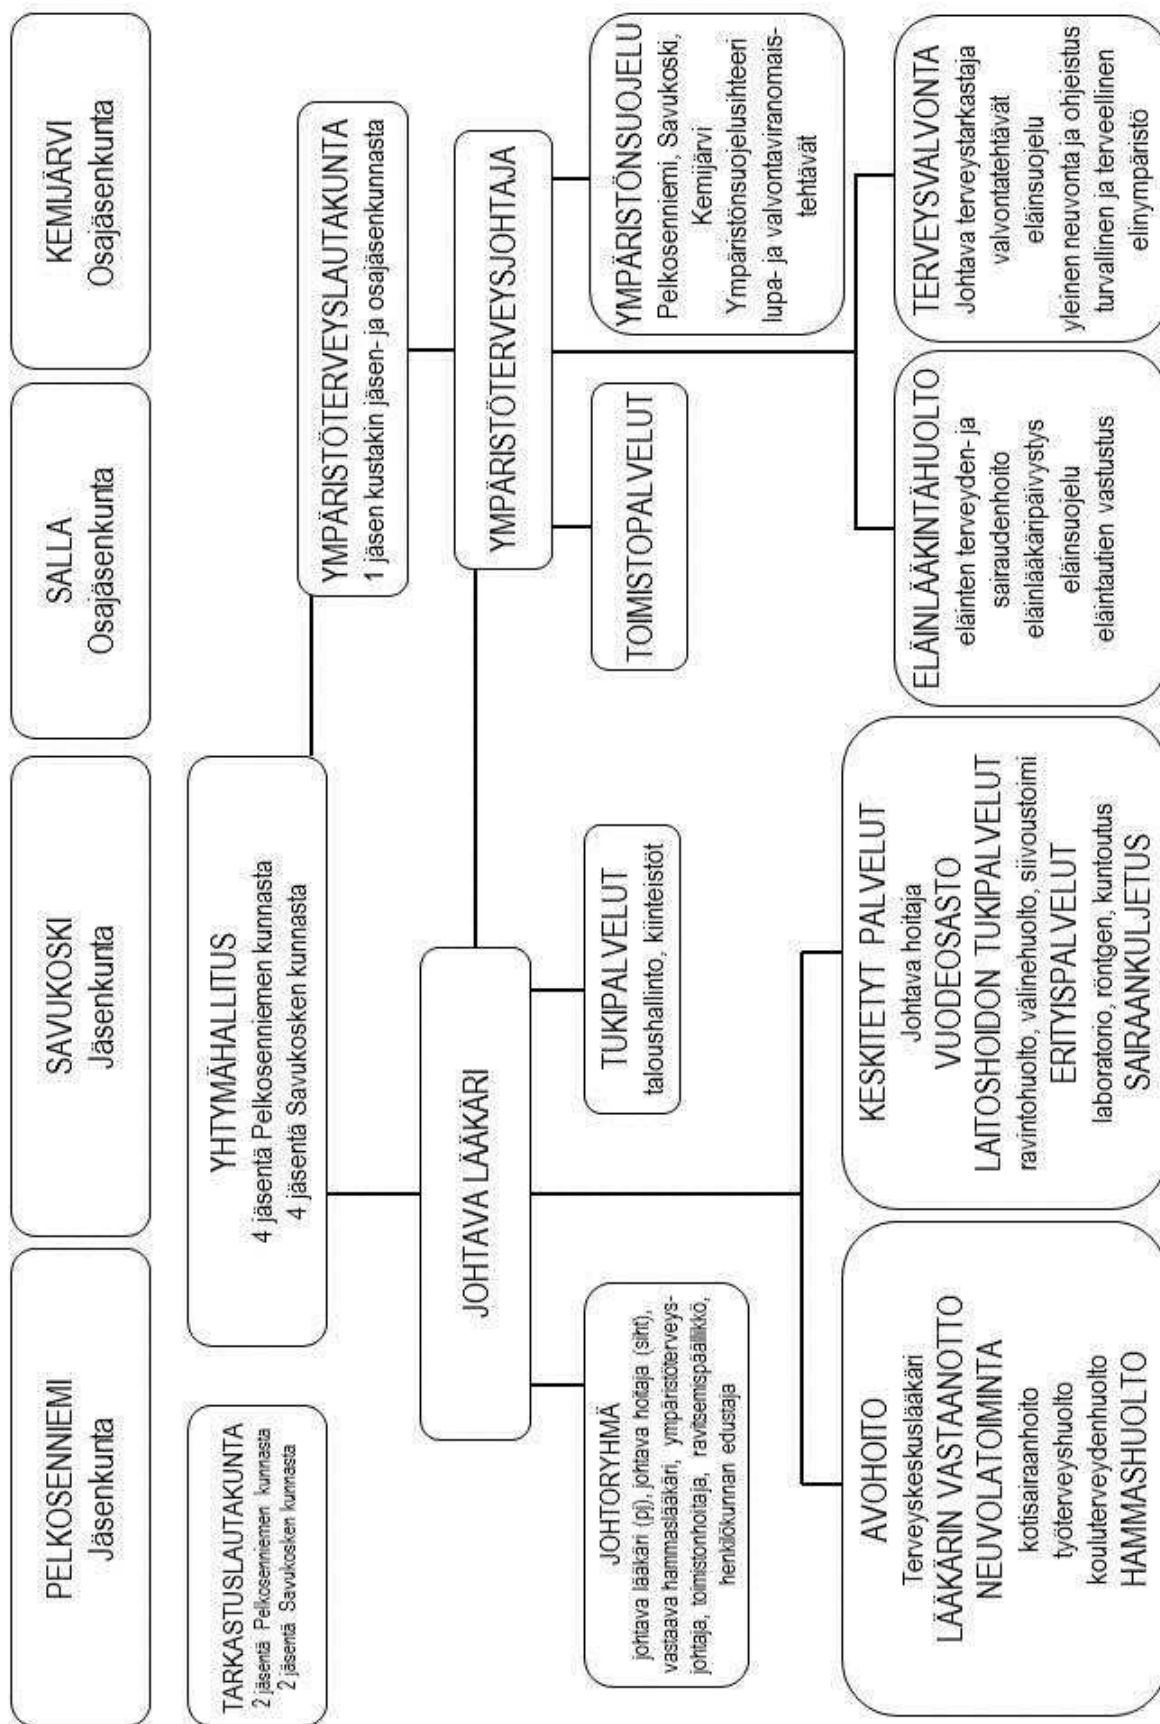 PELKOSENNIEMI
Jäsenkunta
SAVUKOSKI
Jäsenkunta
SALLA
Osajäsenkunta
KEMIJÄRVI
Osajäsenkunta
TARKASTUSLAUTAKUNTA
2 jäsentä Pelkosenniemen kunnasta
2 jäsentä Savukosken kunnasta
YHTYMÄHALLITUS
4 jäsentä Pelkosenniemen kunnasta
4 jäsentä Savukosken kunnasta
YMPÄRISTÖTERVEYSLAUTAKUNTA
1 jäsen kustakin jäsen- ja osajäsenkunnasta
JOHTAVA LÄÄKÄRI
YMPÄRISTÖTERVEYSJOHTAJA
JOHTORYHMÄ
johtava lääkäri (pj), johtava hoitaja (siht),
vastaava hammaslääkäri, ympäristöterveys-
johtaja, toimistonhoitaja, ravitsemispäällikkö,
henkilökunnan edustaja
TUKIPALVELUT
taloushallinto, kiinteistöt
TOIMISTOPALVELUT
YMPÄRISTÖNSUOJELU
Pelkosenniemi, Savukoski,
Kemijärvi
Ympäristönsuojelusihteeri
lupa- ja valvontaviranomais-
tehtävät
AVOHOITO
Terveyskeskuslääkäri
LÄÄKÄRIN VASTAANOTTO
NEUVOLATOIMINTA
kotisairaanhoito
työterveyshuolto
kouluterveydenhuolto
HAMMASHUOLTO
KESKITETYT PALVELUT
Johtava hoitaja
VUODEOSASTO
LAITOSHOIDON TUKIPALVELUT
ravintohuolto, välinehuolto, siivoustoimi
ERITYISPALVELUT
laboratorio, röntgen, kuntoutus
SAIRAANKULJETUS
ELÄINLÄÄKINTÄHUOLTO
eläinten terveyden- ja
sairaudenhoito
eläinlääkäripäivystys
eläinsuojelu
eläintautien vastustus
TERVEYSVALVONTA
Johtava terveystarkastaja
valvontatehtävät
eläinsuojelu
yleinen neuvonta ja ohjeistus
turvallinen ja terveellinen
elinympäristö